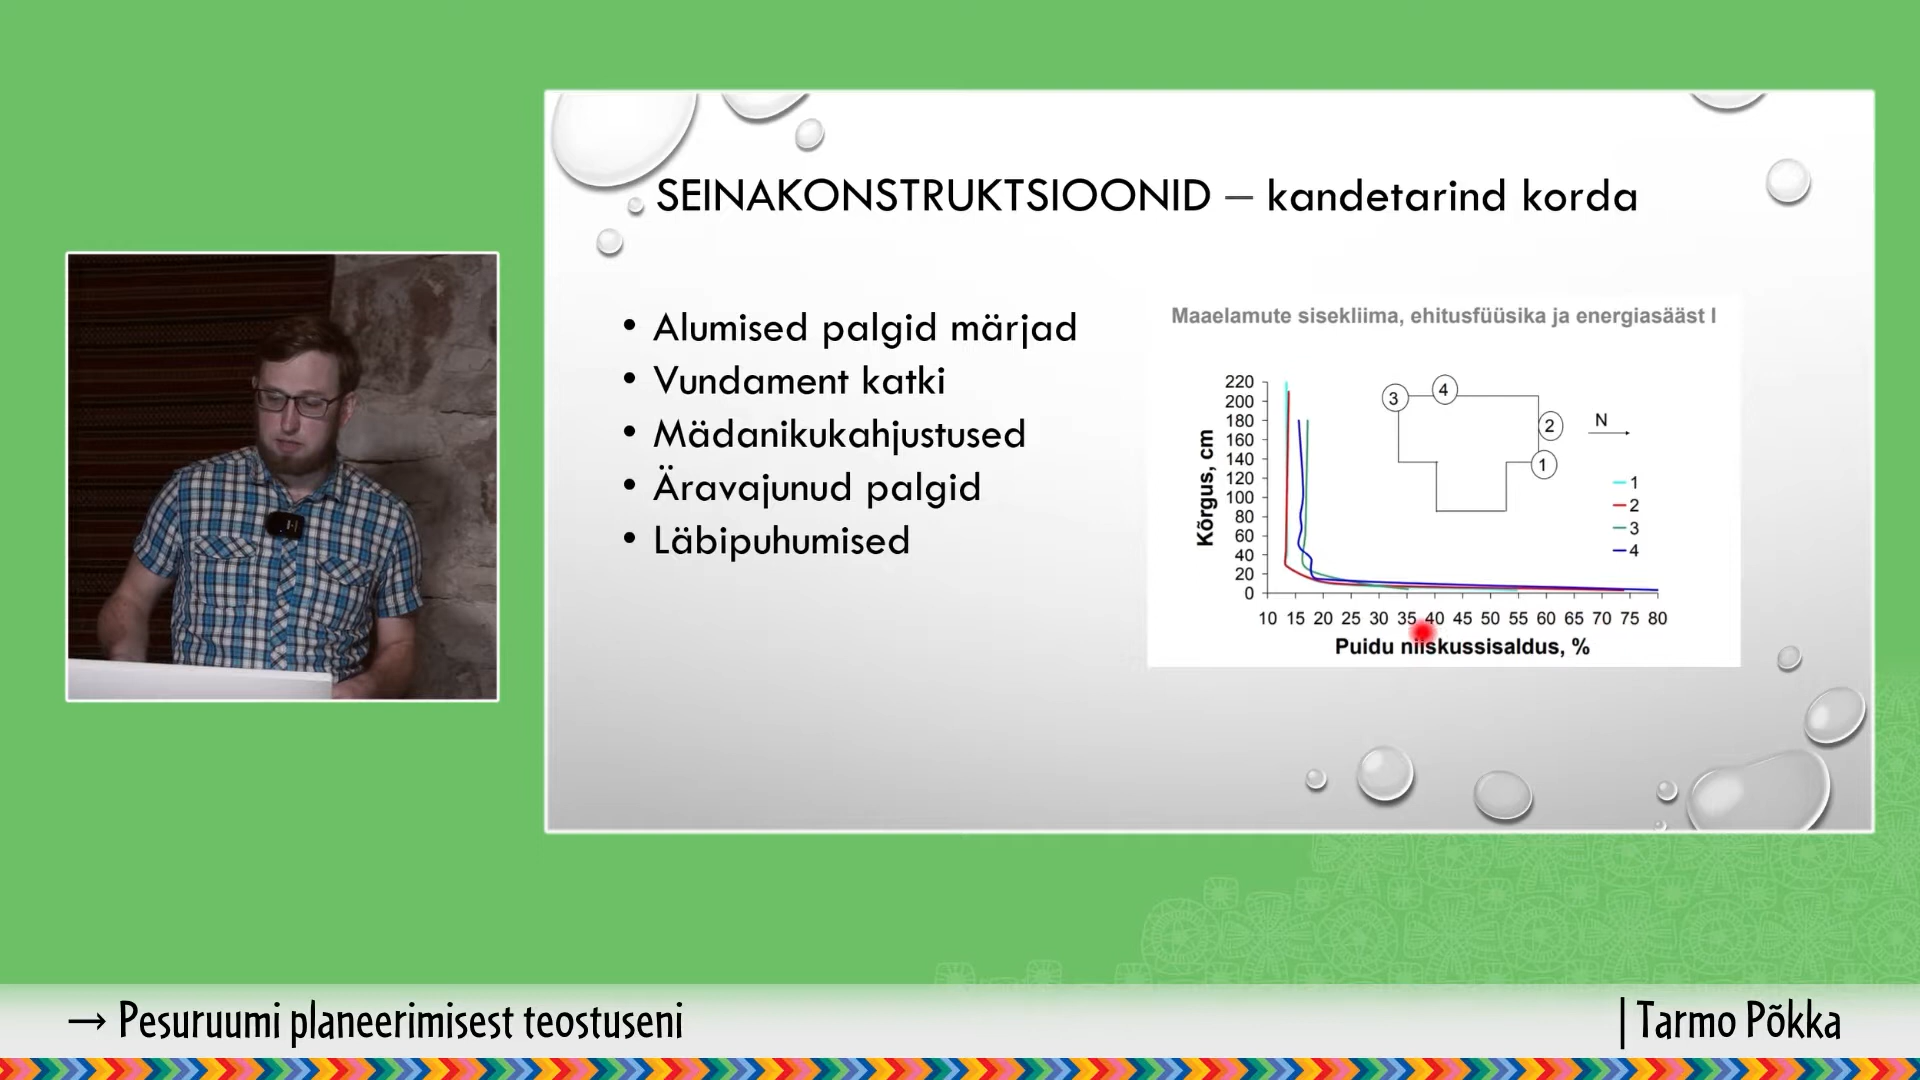 SEINAKONSTRUKTSIOONID – kandetarind korda
• Alumised palgid märjad
• Vundament katki
• Mädanikukahjustused
• Äravajunud palgid
• Läbipuhumised
Maaelamute sisekliima, ehitusfüüsika ja energiasääst I
220
200
180
160
140
120
100
80
60
40
20
0
Kõrgus, cm
3
4
2
1
N
1
2
3
4
10 15 20 25 30 35 40 45 50 55 60 65 70 75 80
Puidu niiskussisaldus, %
→ Pesuruumi planeerimisest teostuseni
| Tarmo Põkka